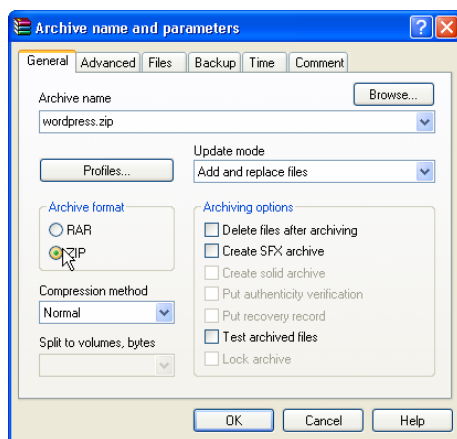 Archive name and parameters
General Advanced Files Backup Time Comment
Archive name
Browse...
wordpress.zip
Profiles...
Update mode
Add and replace files
Archive format
RAR
ZIP
Compression method
Normal
Split to volumes, bytes
Archiving options
Delete files after archiving
Create SFX archive
Create solid archive
Put authenticity verification
Put recovery record
Test archived files
Lock archive
OK Cancel Help